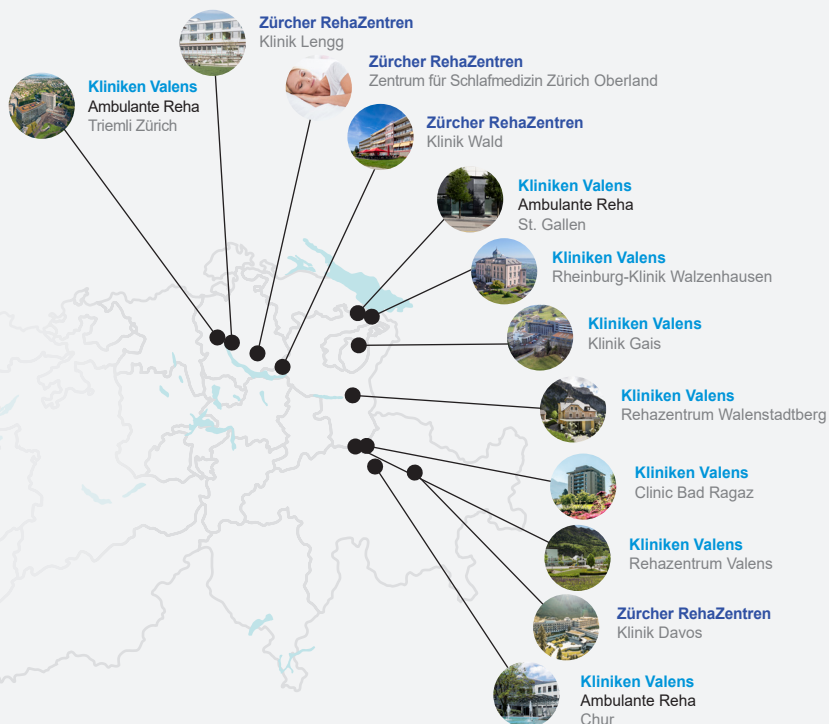 Zürcher RehaZentren
Klinik Lengg
Zürcher RehaZentren
Zentrum für Schlafmedizin Zürich Oberland
Kliniken Valens
Ambulante Reha
Triemli Zürich
Zürcher RehaZentren
Klinik Wald
Kliniken Valens
Ambulante Reha
St. Gallen
Kliniken Valens
Rheinburg-Klinik Walzenhausen
Kliniken Valens
Klinik Gais
Kliniken Valens
Rehazentrum Walenstadtberg
Kliniken Valens
Clinic Bad Ragaz
Kliniken Valens
Rehazentrum Valens
Zürcher RehaZentren
Klinik Davos
Kliniken Valens
Ambulante Reha
Chur